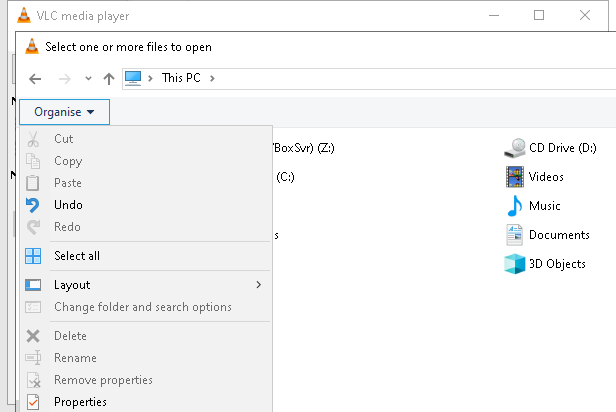 VLC media player
Select one or more files to open
This PC
Organise
Cut
Copy
Paste
Undo
Redo
Select all
Layout
Change folder and search options
Delete
Rename
Remove properties
Properties
/BoxSvr) (Z:)
(C:)
s
CD Drive (D:)
Videos
Music
Documents
3D Objects